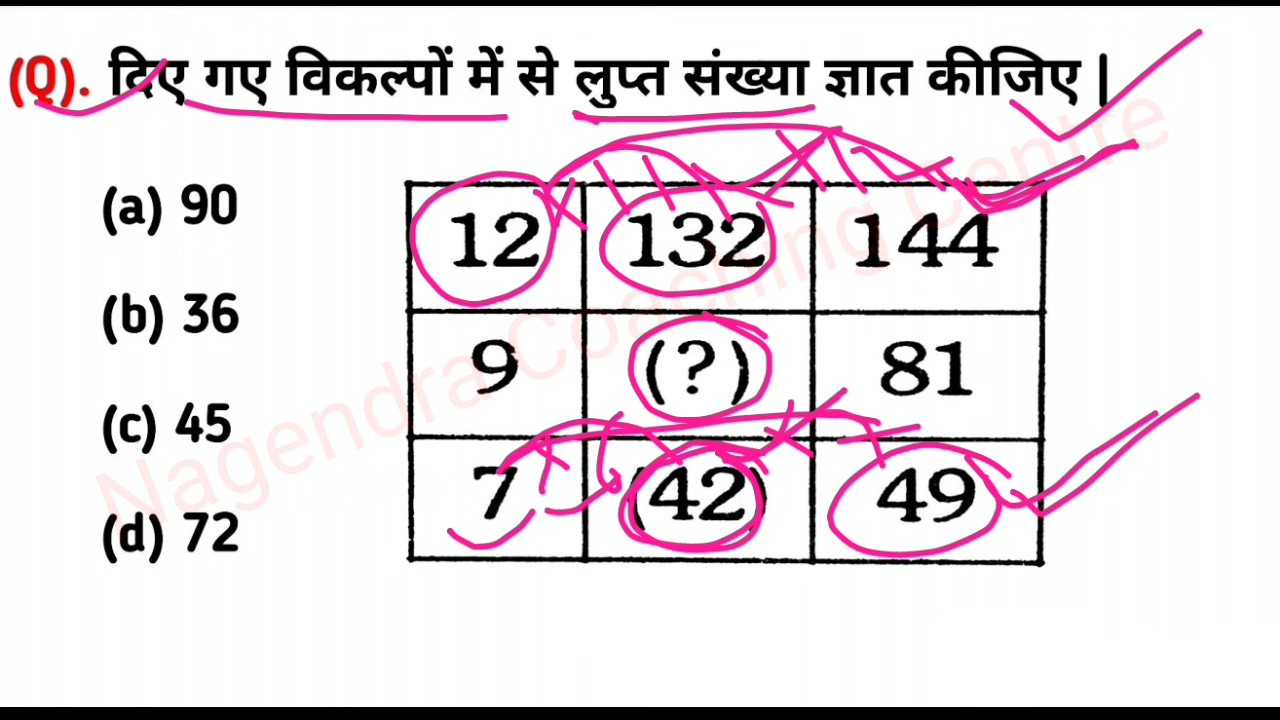 (Q). दिए गए विकल्पों में से लुप्त संख्या ज्ञात कीजिए |
(a) 90
(b) 36
(c) 45
(d) 72
12 132 144
9 (?) 81
7 (42) 49
Nagendra Coaching Centre